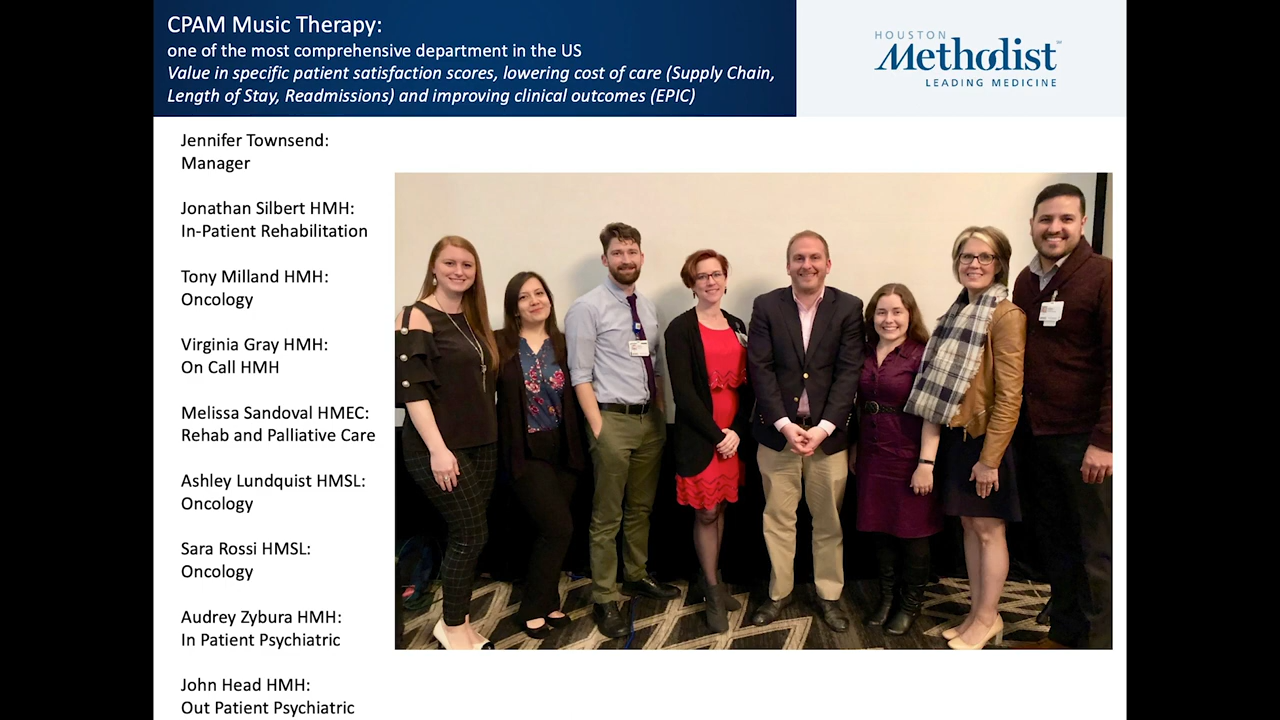 CPAM Music Therapy:
one of the most comprehensive department in the US
Value in specific patient satisfaction scores, lowering cost of care (Supply Chain,
Length of Stay, Readmissions) and improving clinical outcomes (EPIC)
HOUSTON
Methodist
LEADING MEDICINE
Jennifer Townsend:
Manager
Jonathan Silbert HMH:
In-Patient Rehabilitation
Tony Milland HMH:
Oncology
Virginia Gray HMH:
On Call HMH
Melissa Sandoval HMEC:
Rehab and Palliative Care
Ashley Lundquist HMSL:
Oncology
Sara Rossi HMSL:
Oncology
Audrey Zybura HMH:
In Patient Psychiatric
John Head HMH:
Out Patient Psychiatric